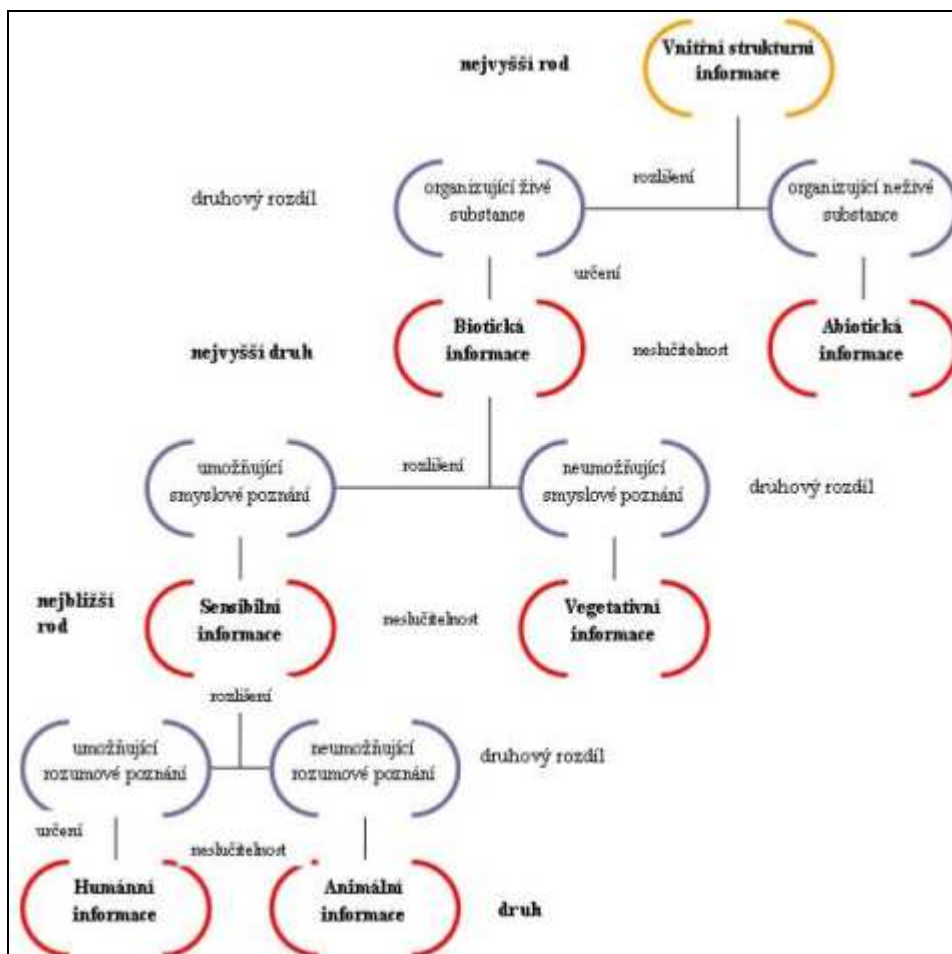 nejvyšší rod
Vnitřní strukturní
informace
rozlišení
druhový rozdíl
organizující živé
substance
organizující neživé
substance
určení
nejvyšší druh
Biotická
informace
neslučitelnost
Abiotická
informace
umožňující
smyslové poznání
rozlišení
neumožňující
smyslové poznání
druhový rozdíl
nejbližší
rod
Sensibilní
informace
neslučitelnost
Vegetativní
informace
rozlišení
umožňující
rozumové poznání
neumožňující
rozumové poznání
druhový rozdíl
určení
neslučitelnost
Humánní
informace
Animální
informace
druh